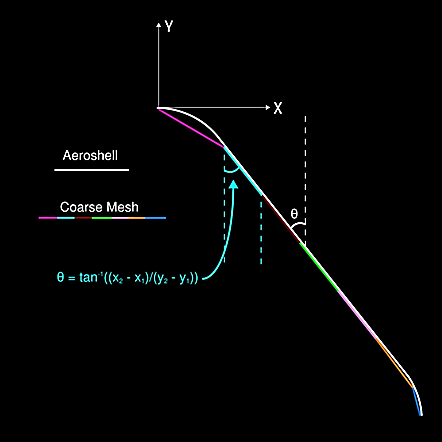 Y
X
Aeroshell
Coarse Mesh
θ
θ = tan⁻¹((x₂ - x₁)/(y₂ - y₁))